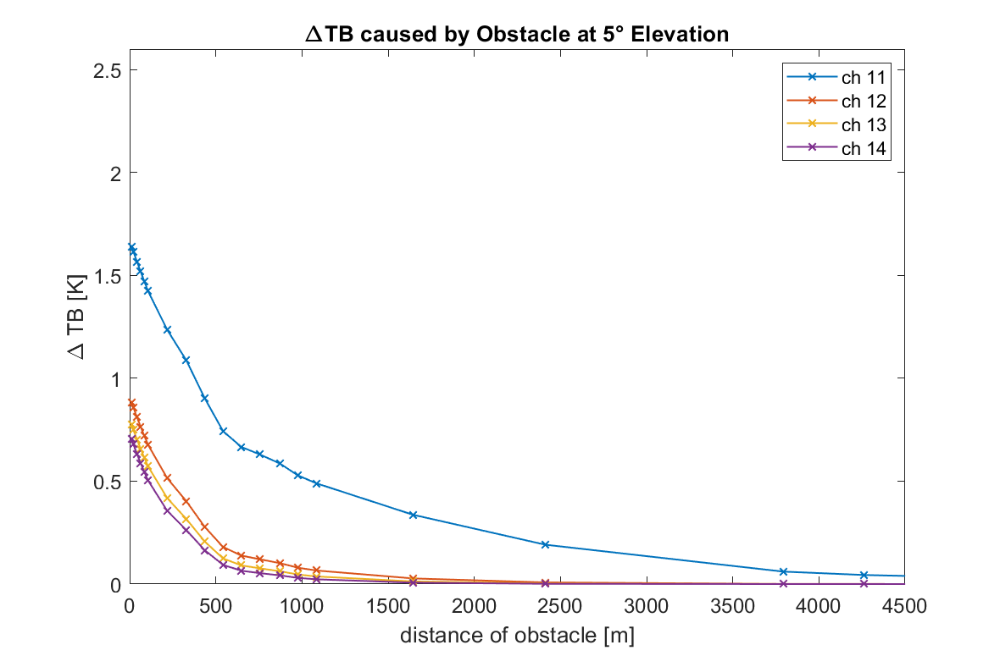 ΔTB caused by Obstacle at 5° Elevation
ch 11
ch 12
ch 13
ch 14
2.5
2
1.5
1
0.5
0
Δ TB [K]
0 500 1000 1500 2000 2500 3000 3500 4000 4500
distance of obstacle [m]